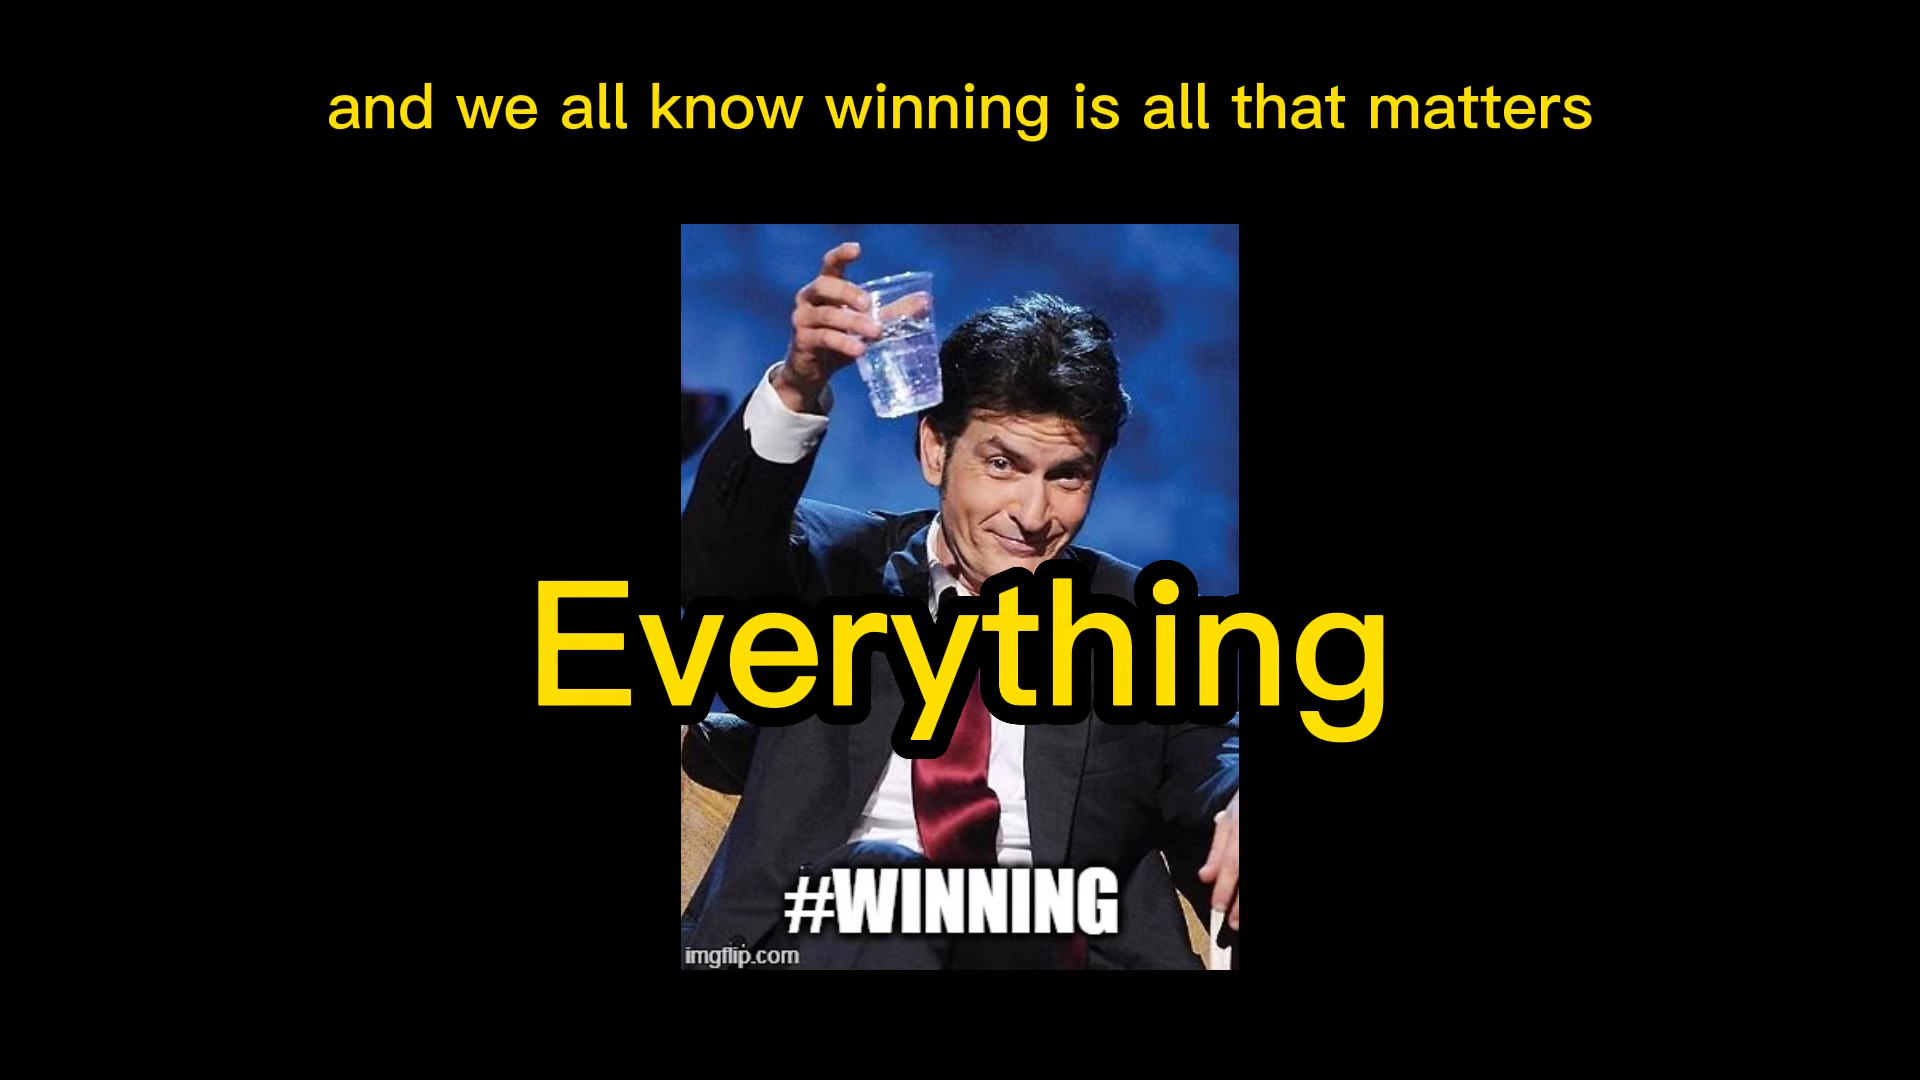 and we all know winning is all that matters
Everything
#WINNING
imgflip.com